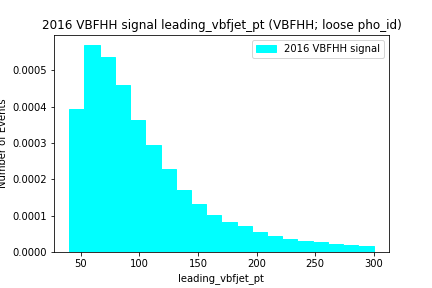 2016 VBFHH signal leading_vbfjet_pt (VBFHH; loose pho_id)
2016 VBFHH signal
Number of Events
0.0005
0.0004
0.0003
0.0002
0.0001
0.0000
50 100 150 200 250 300
leading_vbfjet_pt